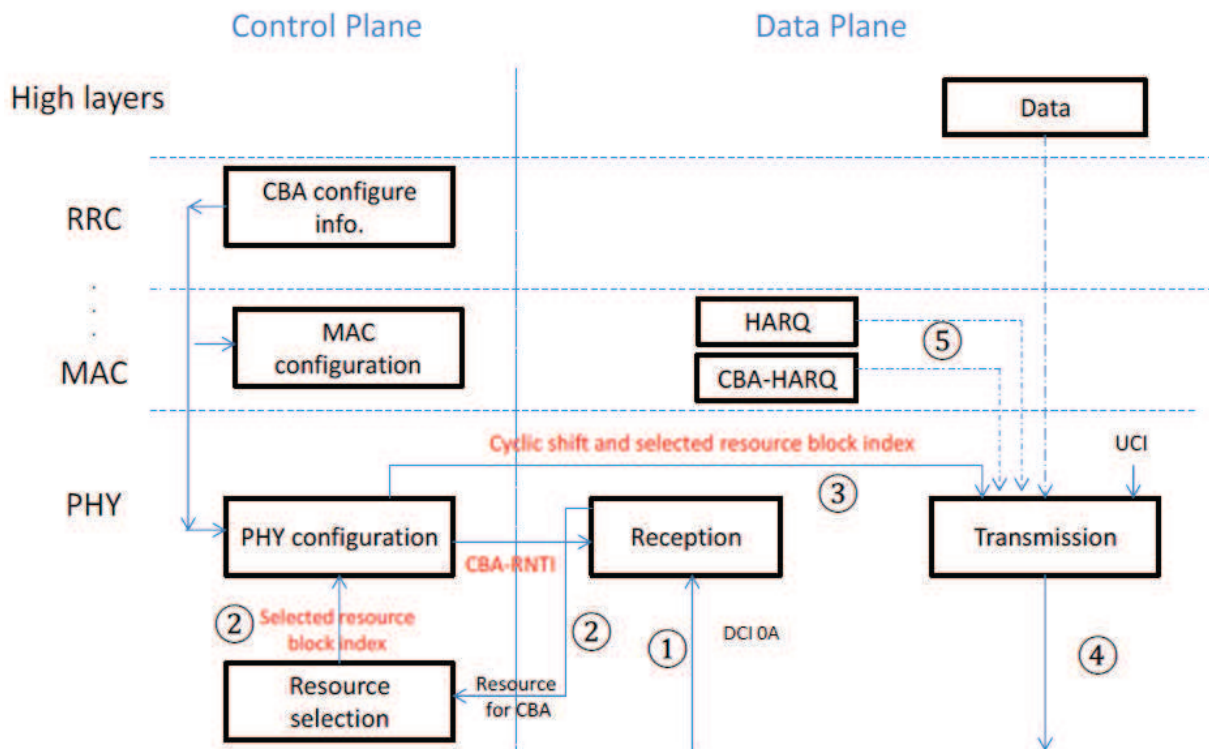 Control Plane
Data Plane
High layers
Data
CBA configure
info.
RRC
.
.
.
.
MAC
configuration
HARQ
⑤
MAC
CBA-HARQ
Cyclic shift and selected resource block index
UCI
③
PHY
PHY configuration
Reception
Transmission
CBA-RNTI
②
Selected resource
block index
②
①
DCI 0A
④
Resource
selection
Resource
for CBA